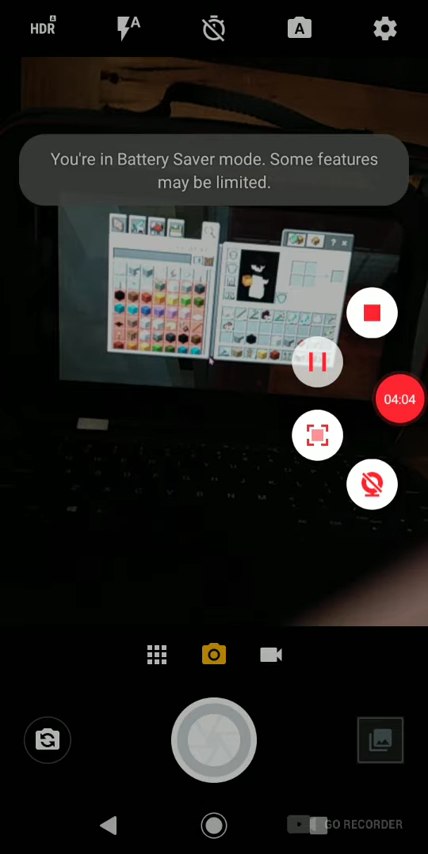 HDR A
A
A
You're in Battery Saver mode. Some features
may be limited.
? ×
04:04
GO RECORDER